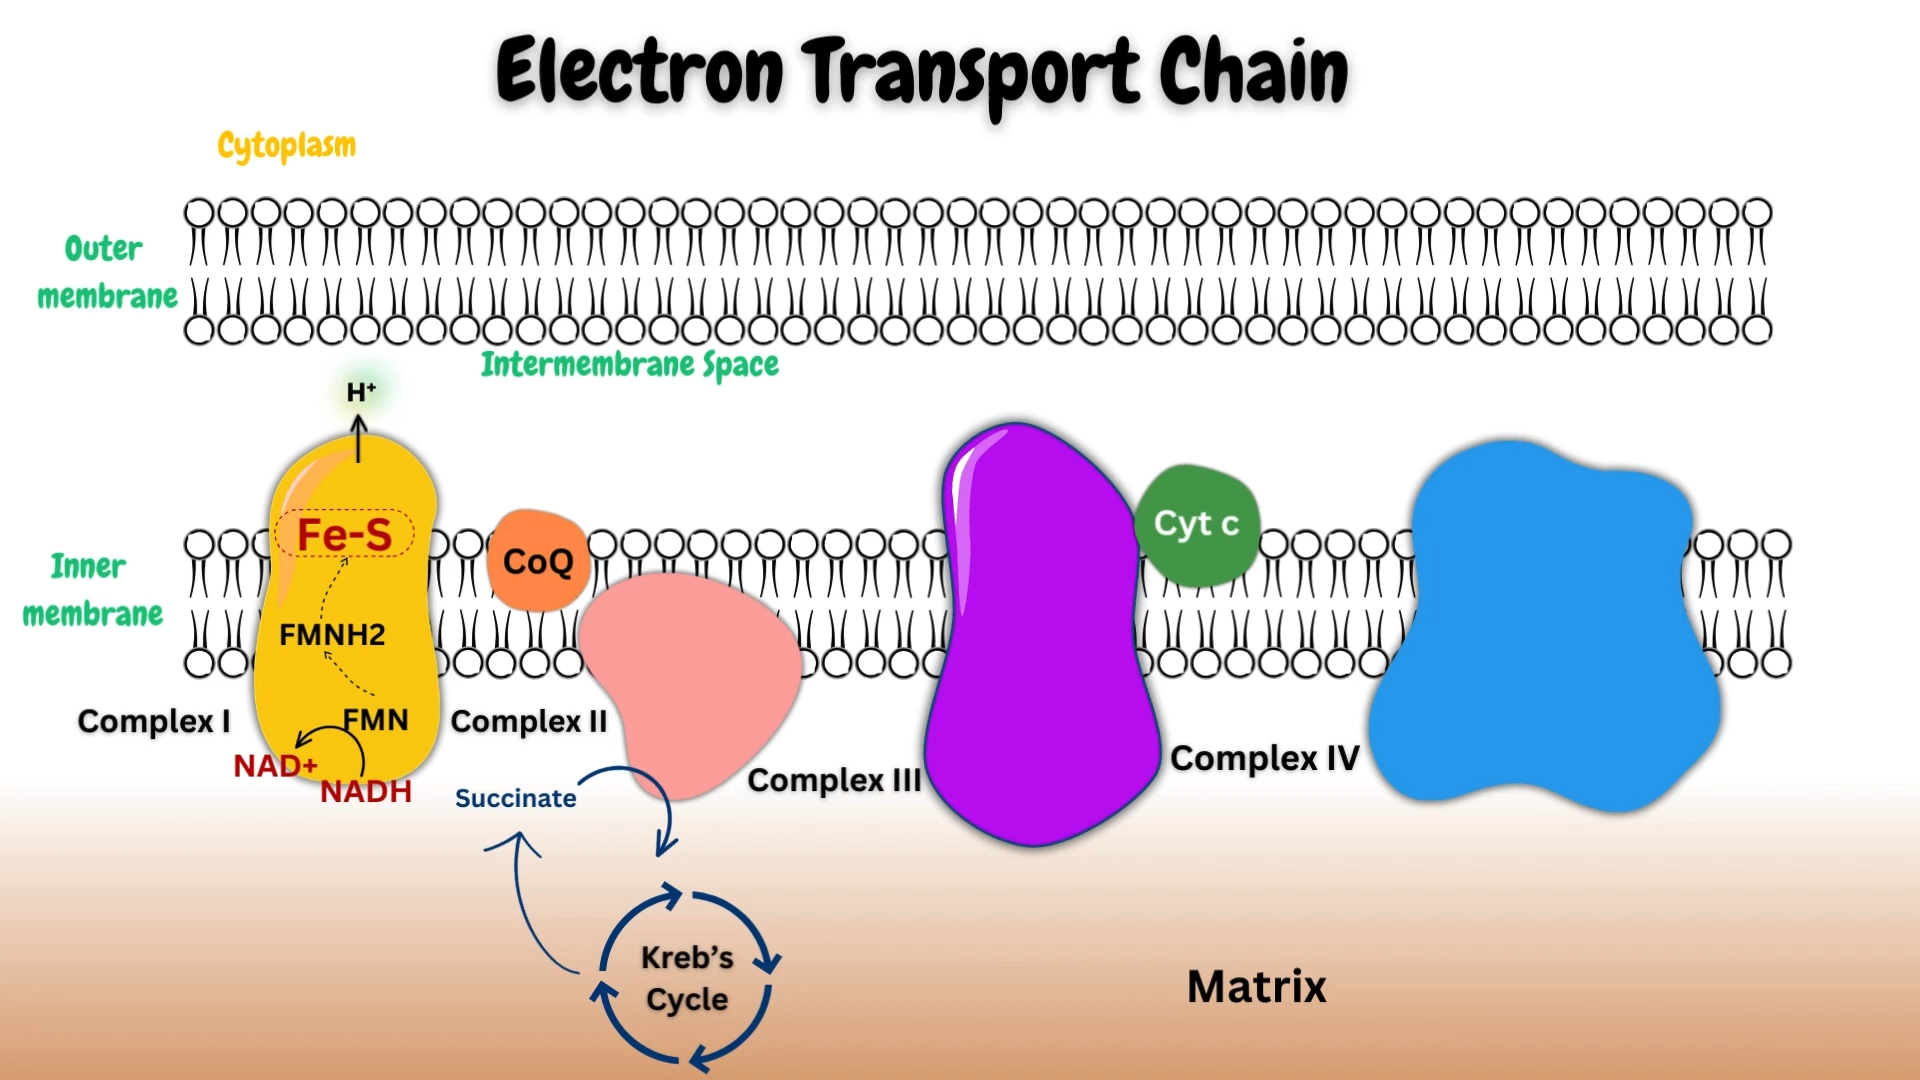 Electron Transport Chain
Cytoplasm
Outer
membrane
Intermembrane Space
H⁺
Fe-S
CoQ
Cyt c
Inner
membrane
FMNH2
FMN
Complex I
Complex II
NAD+
NADH
Succinate
Complex III
Complex IV
Kreb’s
Cycle
Matrix